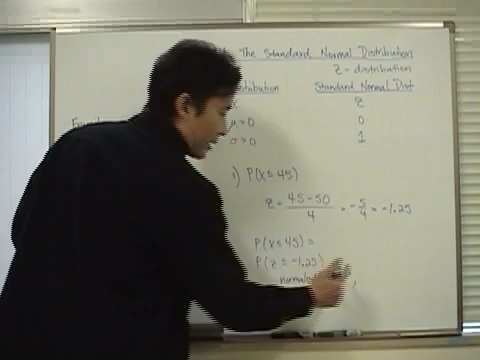 The Standard Normal Distribution
Z = distribution
Standard Normal Dist
Z
μ > 0
0
σ > 0
1
1) P(x ≤ 45)
Z = 45 - 50 / 4 = - 5/4 = -1.25
P(x ≤ 45) =
P(Z ≤ -1.25)